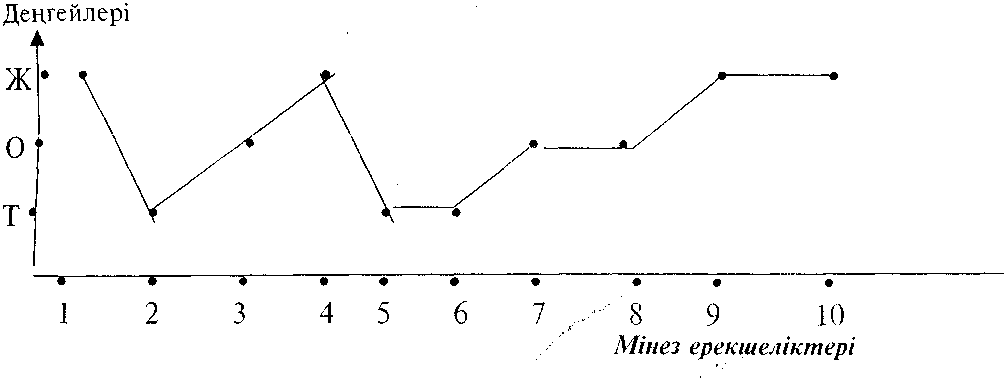 Деңгейлері
Ж
О
Т
1 2 3 4 5 6 7 8 9 10
Мінез ерекшеліктері